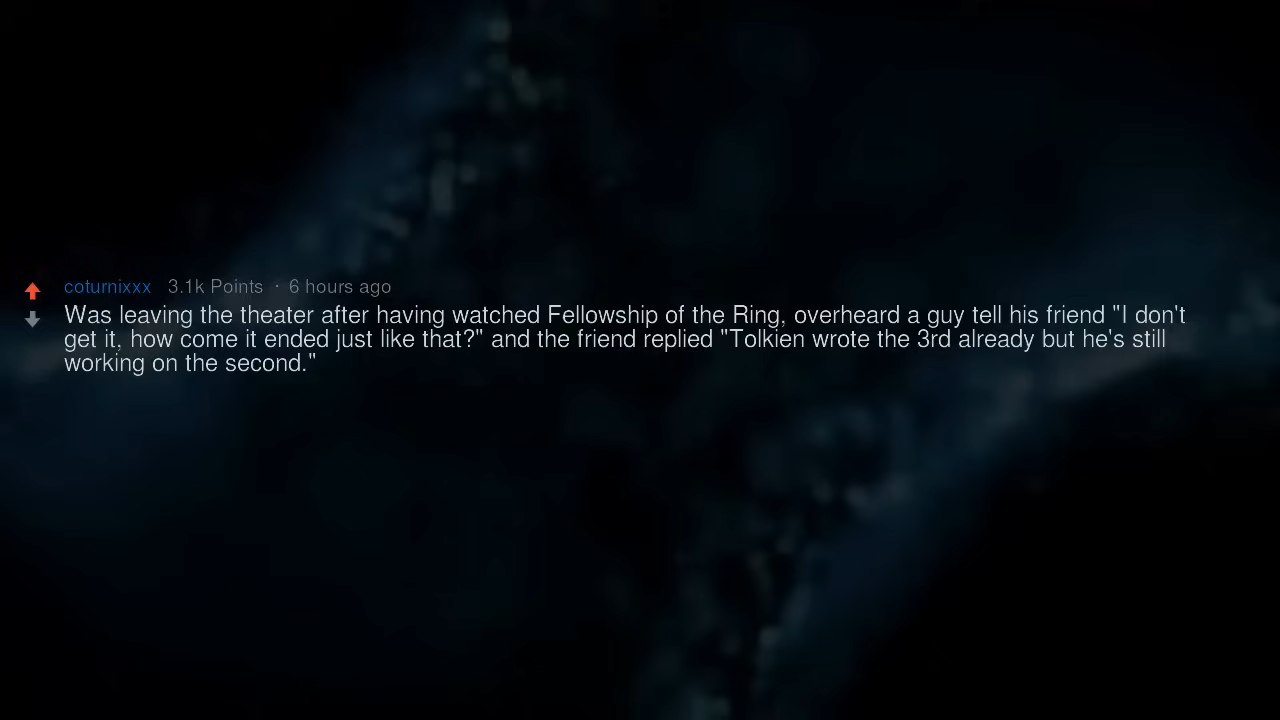 coturnixxx 3.1k Points · 6 hours ago
Was leaving the theater after having watched Fellowship of the Ring, overheard a guy tell his friend "I don't
get it, how come it ended just like that?" and the friend replied "Tolkien wrote the 3rd already but he's still
working on the second."